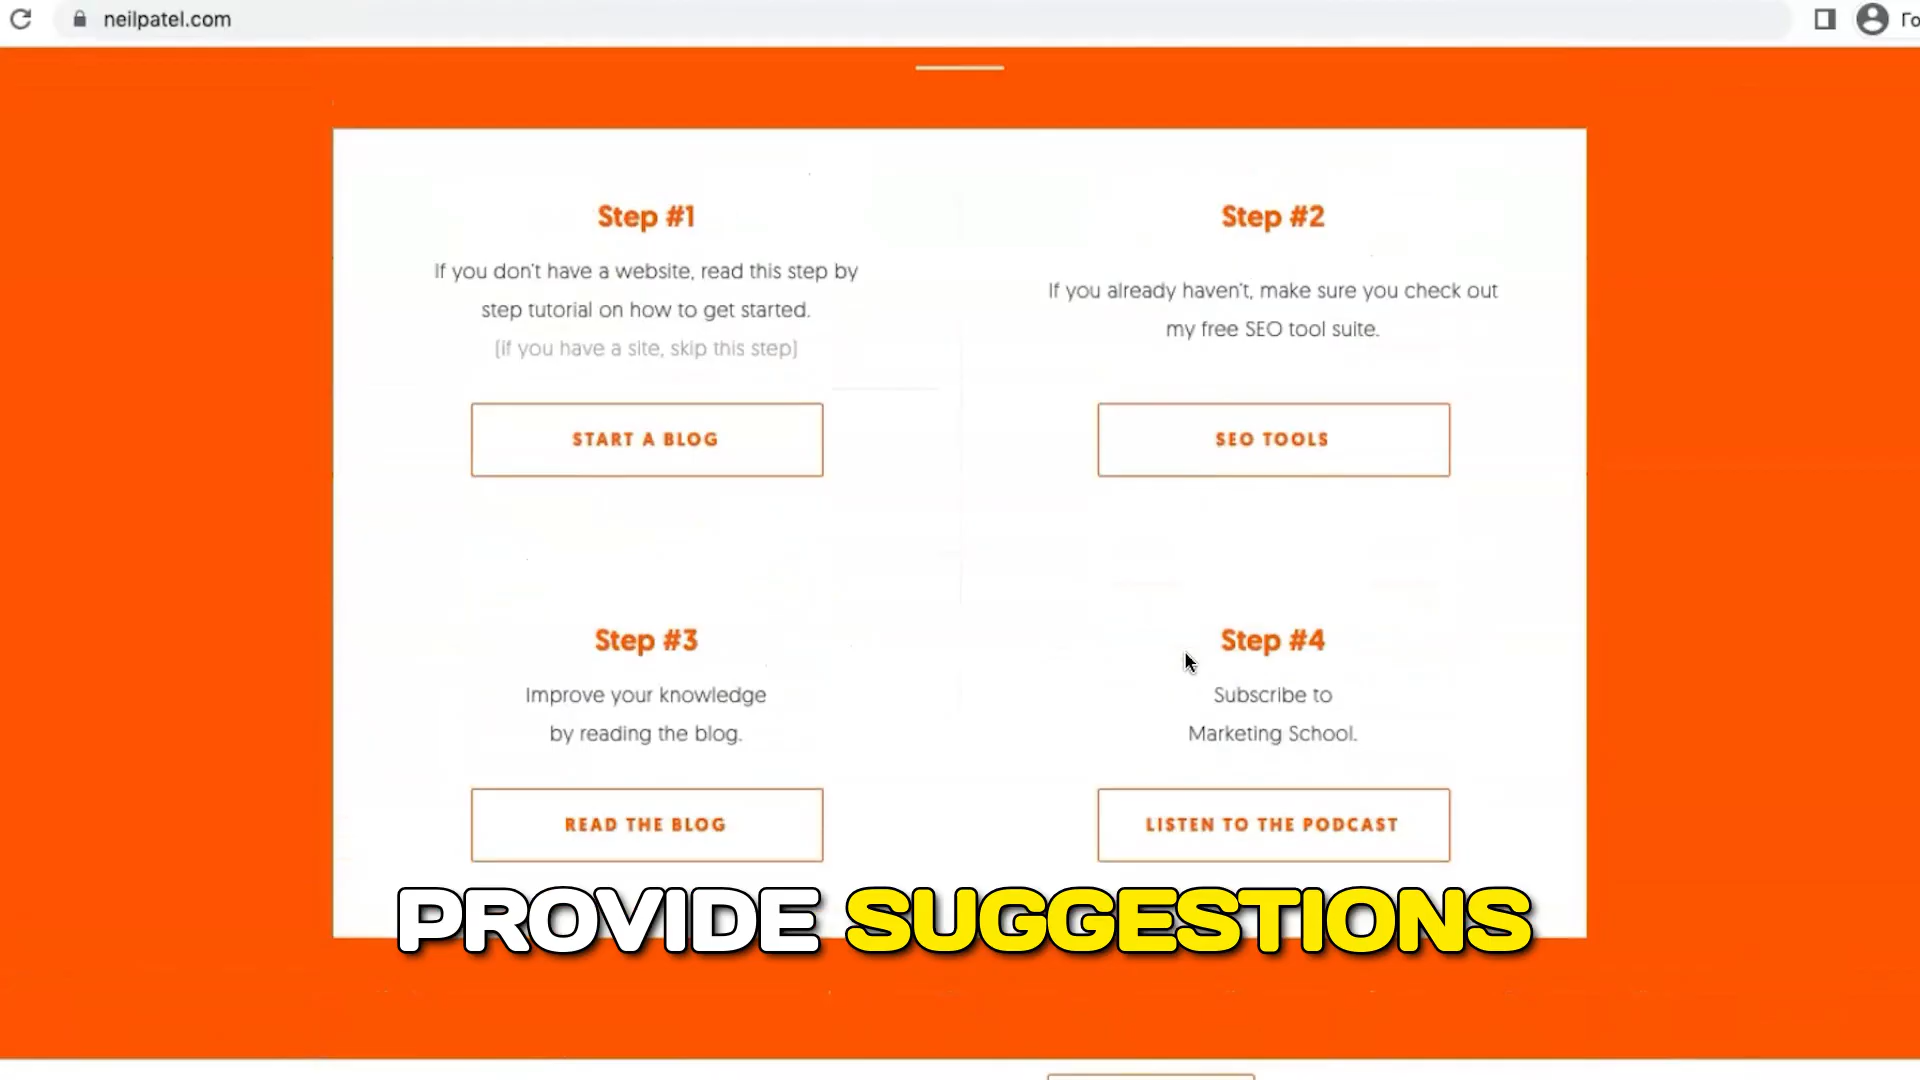 neilpatel.com
Го
Step #1
If you don't have a website, read this step by
step tutorial on how to get started.
(if you have a site, skip this step)
START A BLOG
Step #2
If you already haven't, make sure you check out
my free SEO tool suite.
SEO TOOLS
Step #3
Improve your knowledge
by reading the blog.
READ THE BLOG
Step #4
Subscribe to
Marketing School.
LISTEN TO THE PODCAST
PROVIDE SUGGESTIONS